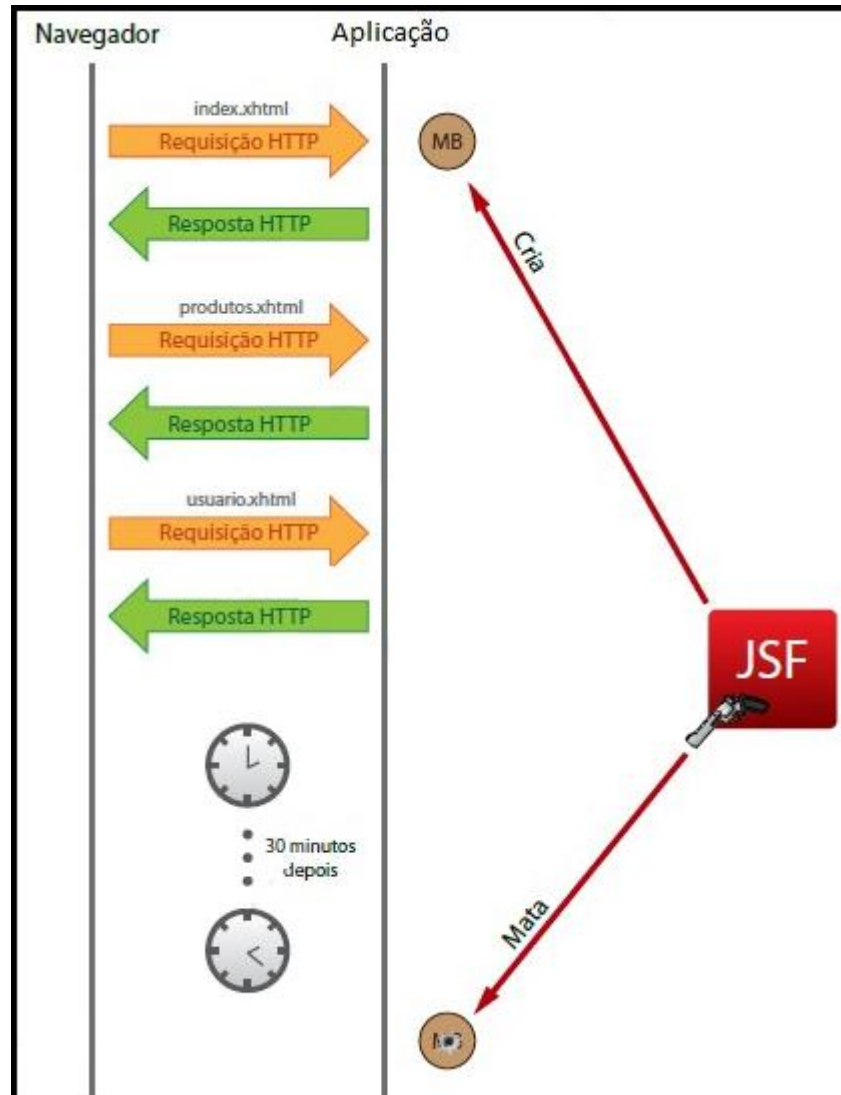 Navegador
Aplicação
index.xhtml
Requisição HTTP
MB
Resposta HTTP
Cria
produtos.xhtml
Requisição HTTP
Resposta HTTP
usuario.xhtml
Requisição HTTP
Resposta HTTP
JSF
30 minutos
depois
Mata